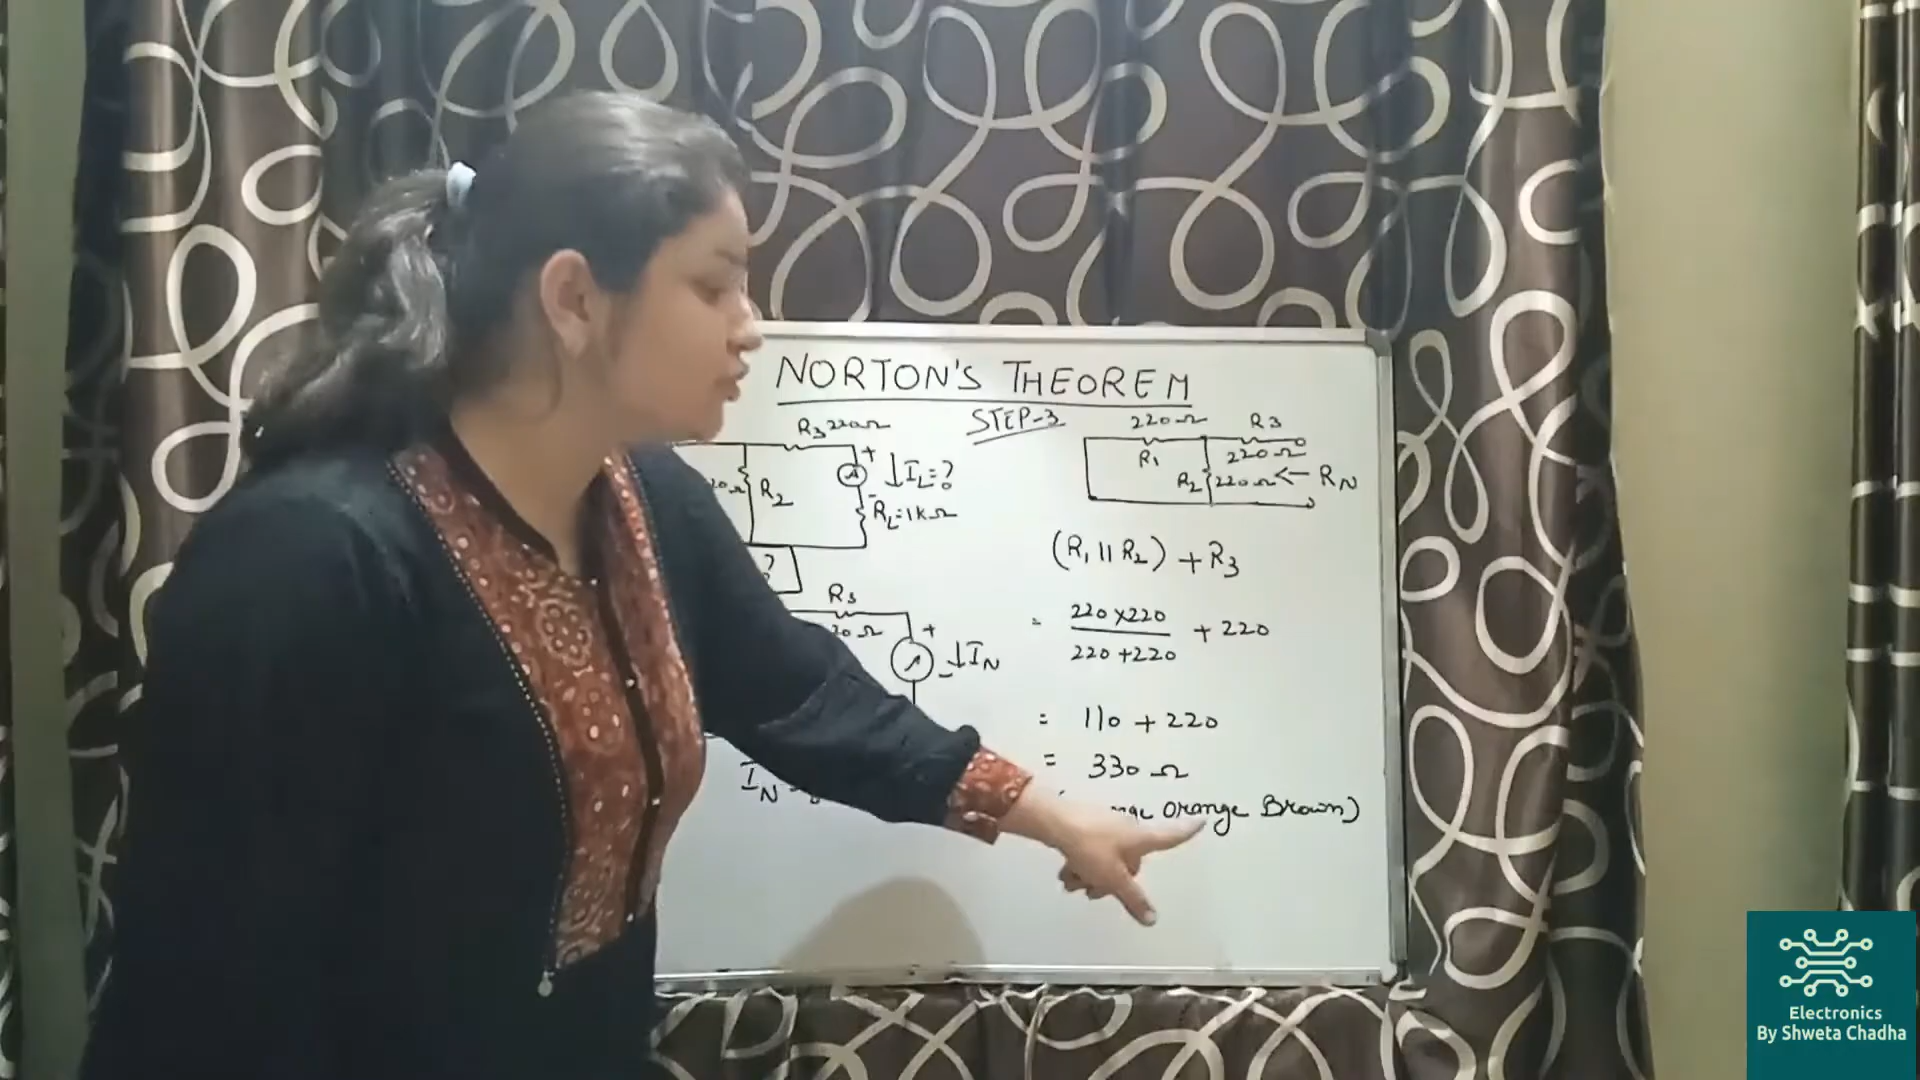 NORTON'S THEOREM
STEP-3
R3 220Ω
R2
+
↓IL=?
-
RL=1KΩ
?
R3
20Ω
+
↓IN
-
IN
220Ω
R3
R1
220Ω
R2 220Ω ← RN
(R1 || R2) + R3
= 220 x 220 / 220 + 220 + 220
= 110 + 220
= 330 Ω
Orange Brown)
Electronics
By Shweta Chadha